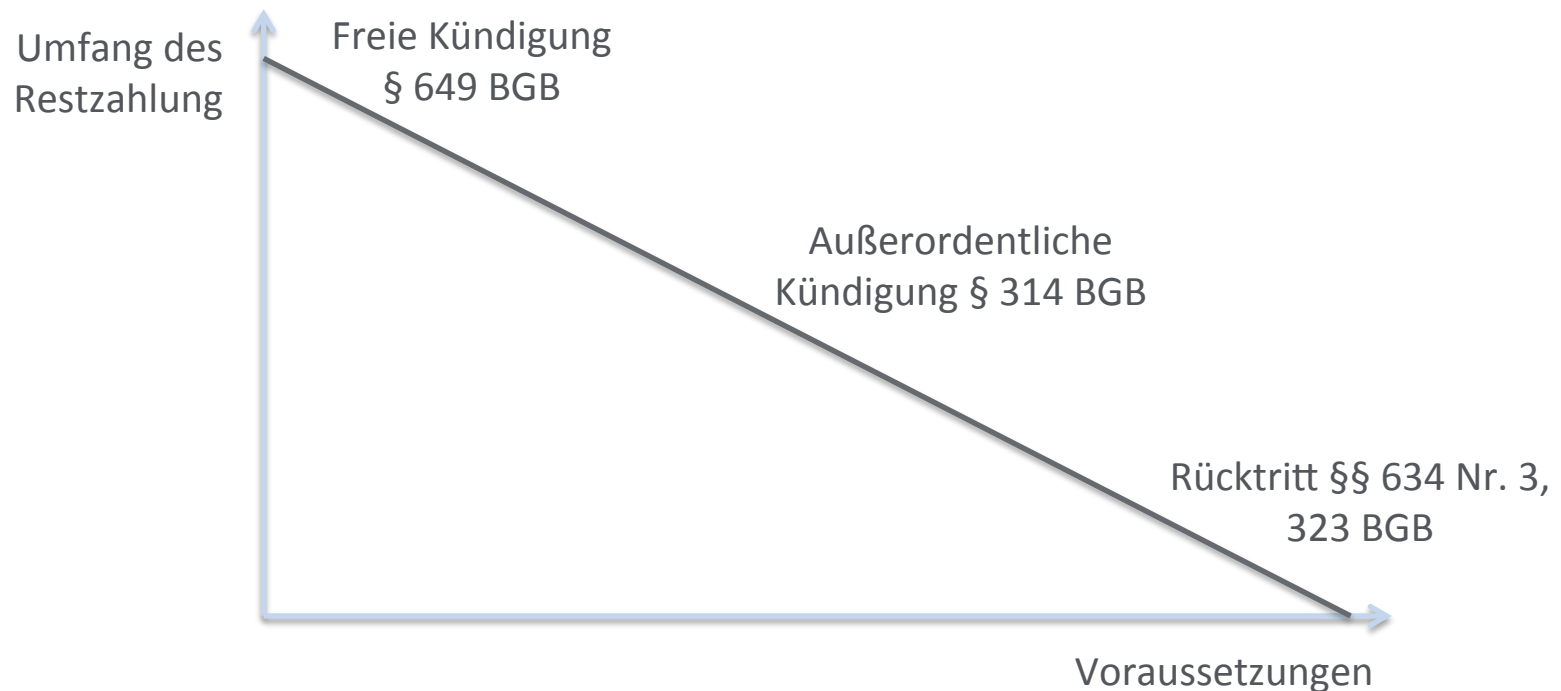 Umfang des
Restzahlung
Freie Kündigung
§ 649 BGB
Außerordentliche
Kündigung § 314 BGB
Rücktritt §§ 634 Nr. 3,
323 BGB
Voraussetzungen